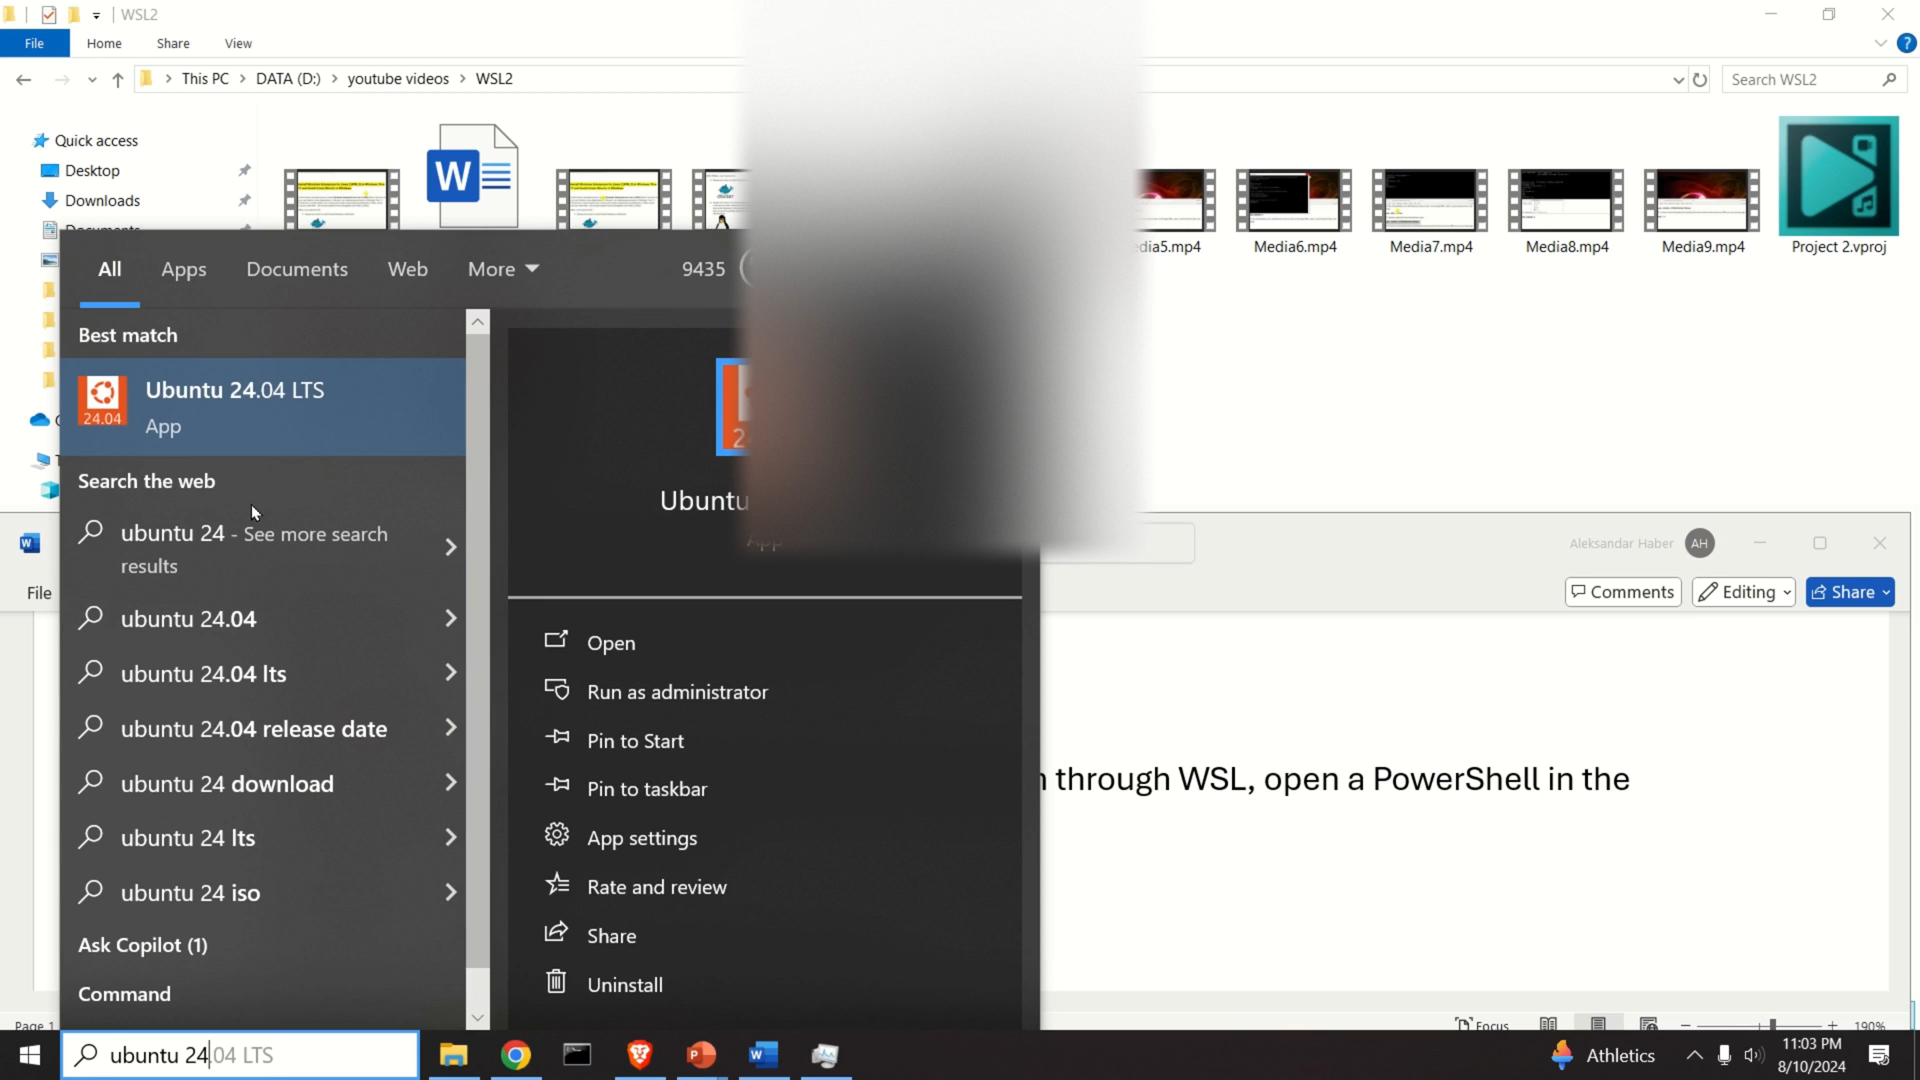 WSL2
File
Home
Share
View
This PC
DATA (D:)
youtube videos
WSL2
Search WSL2
Quick access
Desktop
Downloads
Media6.mp4
Media7.mp4
Media8.mp4
Media9.mp4
Project 2.vproj
All
Apps
Documents
Web
More
9435
Best match
Ubuntu 24.04 LTS
App
24.04
Search the web
ubuntu 24 - See more search
results
ubuntu 24.04
ubuntu 24.04 lts
ubuntu 24.04 release date
ubuntu 24 download
ubuntu 24 lts
ubuntu 24 iso
Ask Copilot (1)
Command
Ubuntu
App
Open
Run as administrator
Pin to Start
Pin to taskbar
App settings
Rate and review
Share
Uninstall
Aleksandar Haber
AH
File
Comments
Editing
Share
through WSL, open a PowerShell in the
Page 1
Focus
190%
ubuntu 24.04 LTS
Athletics
11:03 PM
8/10/2024